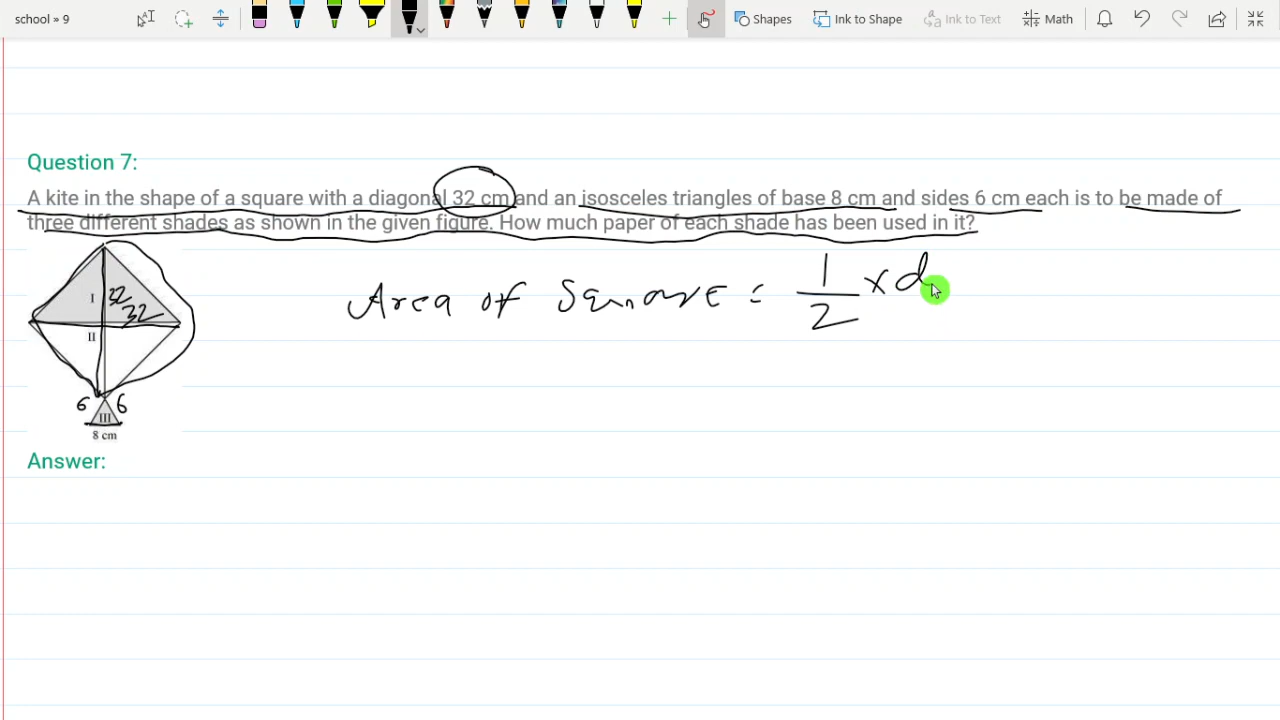 school » 9
Shapes
Ink to Shape
Ink to Text
Math
Question 7:
A kite in the shape of a square with a diagonal 32 cm and an isosceles triangles of base 8 cm and sides 6 cm each is to be made of
three different shades as shown in the given figure. How much paper of each shade has been used in it?
I 32
32
II
6 6
III
8 cm
Area of Square = 1/2 × d
Answer: